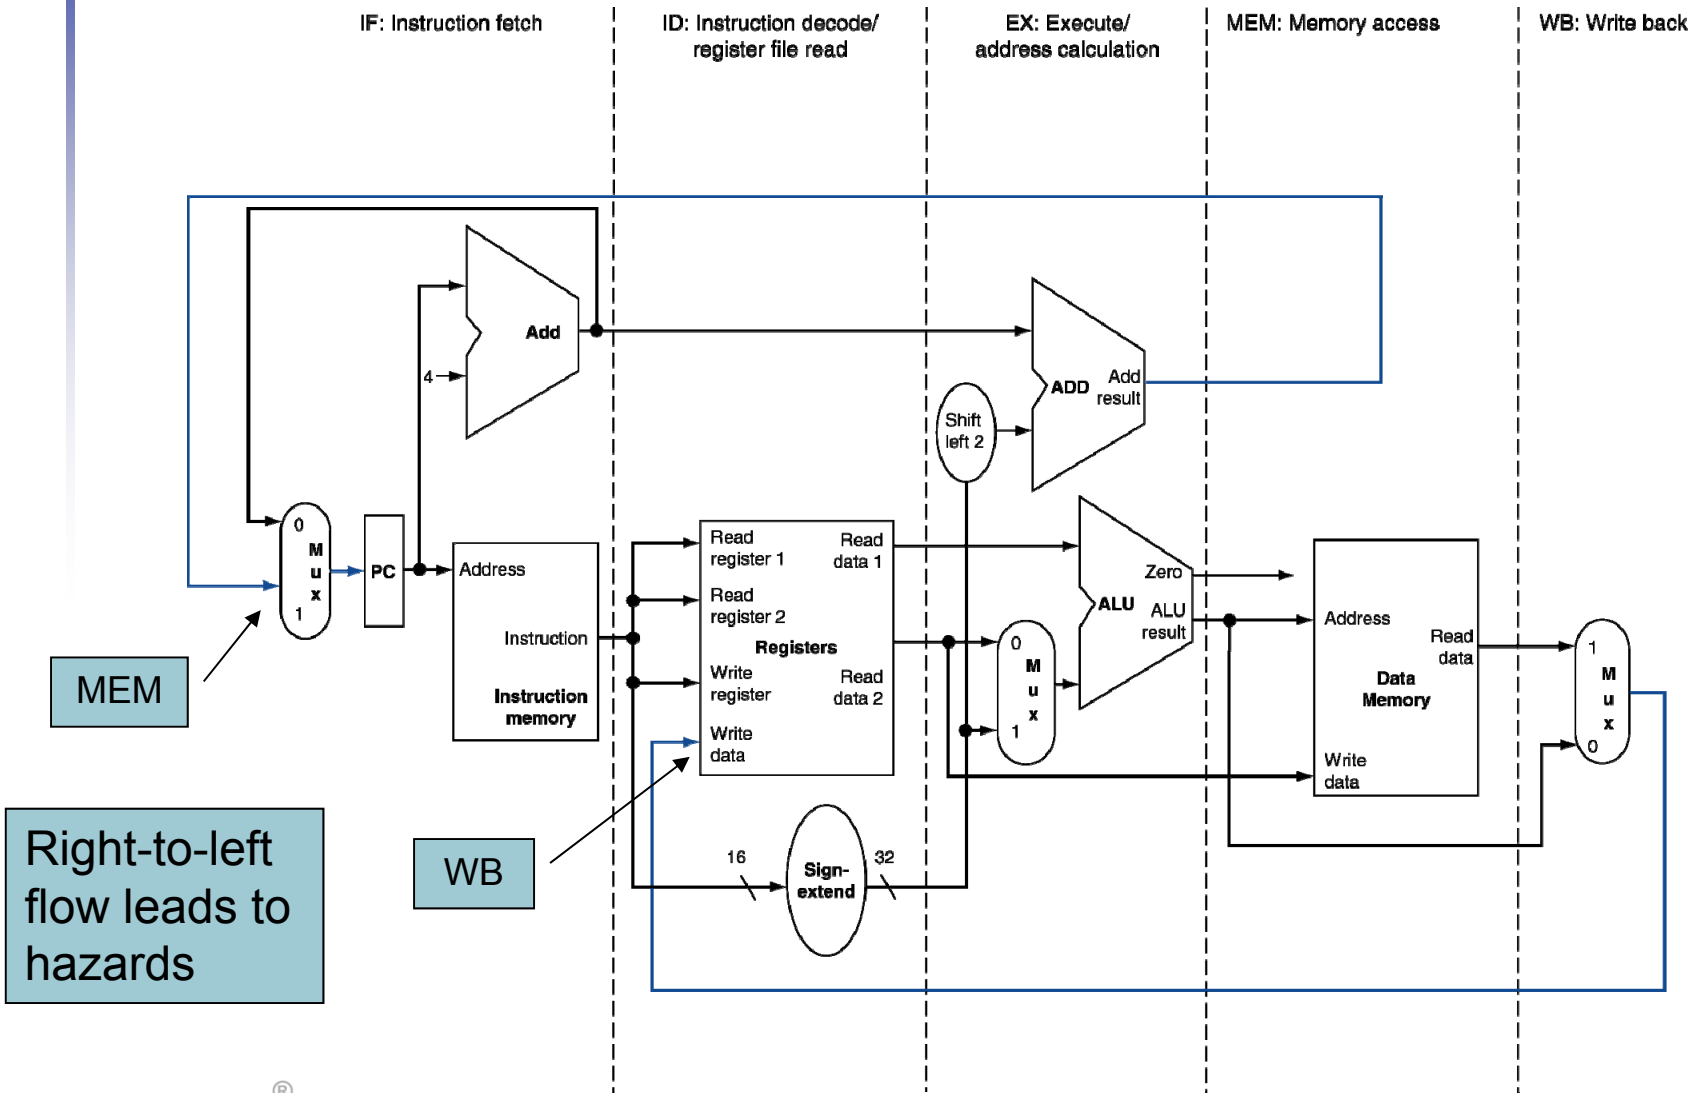 IF: Instruction fetch
ID: Instruction decode/
register file read
EX: Execute/
address calculation
MEM: Memory access
WB: Write back
Add
4
ADD
Add
result
Shift
left 2
0
M
u
x
1
PC
Address
Instruction
Instruction
memory
Read
register 1
Read
register 2
Write
register
Write
data
Registers
Read
data 1
Read
data 2
0
M
u
x
1
Zero
ALU
ALU
result
Address
Read
data
Data
Memory
Write
data
1
M
u
x
0
16
Sign-
extend
32
MEM
WB
Right-to-left
flow leads to
hazards
®